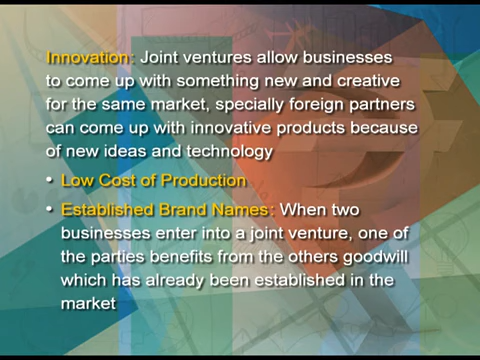 Innovation: Joint ventures allow businesses
to come up with something new and creative
for the same market, specially foreign partners
can come up with innovative products because
of new ideas and technology
• Low Cost of Production
• Established Brand Names: When two
businesses enter into a joint venture, one of
the parties benefits from the others goodwill
which has already been established in the
market